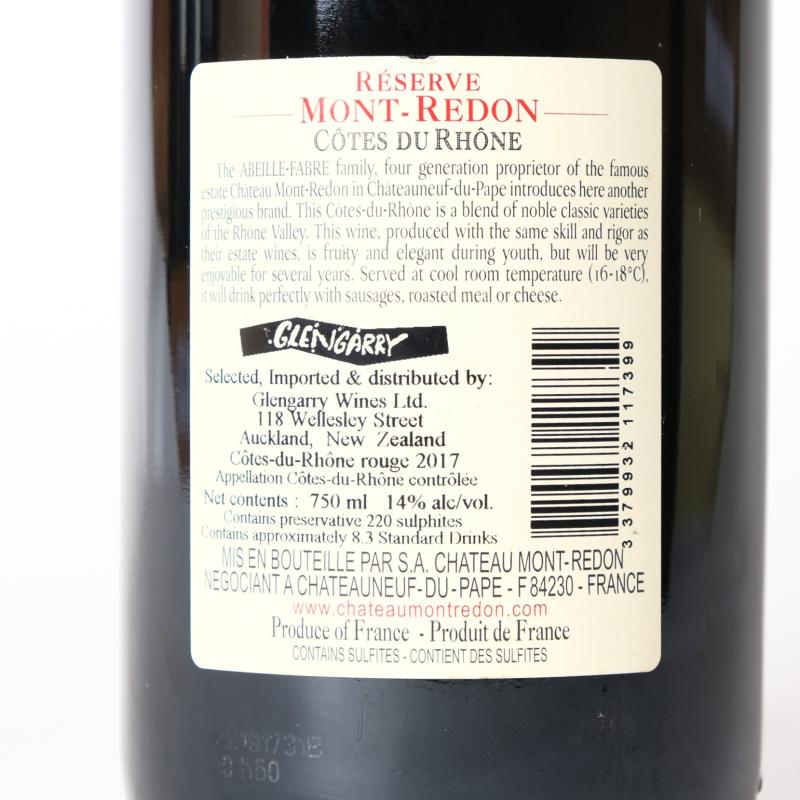 RÉSERVE
MONT-REDON
CÔTES DU RHÔNE
The ABEILLE-FABRE family, four generation proprietor of the famous
estate Château Mont-Redon in Châteauneuf-du-Pape introduces here another
prestigious brand. This Côtes-du-Rhône is a blend of noble classic varieties
of the Rhone Valley. This wine, produced with the same skill and rigor as
their estate wines, is fruity and elegant during youth, but will be very
enjoyable for several years. Served at cool room temperature (16-18°C),
it will drink perfectly with sausages, roasted meal or cheese.
GLENGARRY
Selected, Imported & distributed by:
Glengarry Wines Ltd.
118 Wellesley Street
Auckland, New Zealand
Côtes-du-Rhône rouge 2017
Appellation Côtes-du-Rhône contrôlée
Net contents : 750 ml 14% alc/vol.
Contains preservative 220 sulphites
Contains approximately 8.3 Standard Drinks
3 379932 117399
MIS EN BOUTEILLE PAR S.A. CHATEAU MONT-REDON
NEGOCIANT A CHATEAUNEUF-DU-PAPE - F 84230 - FRANCE
www.chateaumontredon.com
Produce of France - Produit de France
CONTAINS SULFITES - CONTIENT DES SULFITES